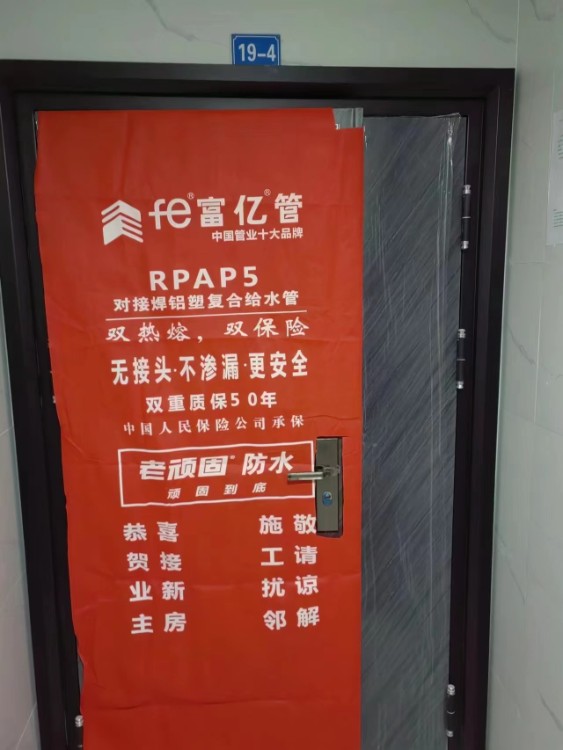 19-4
fe®富亿®管
中国管业十大品牌
RPAP5
对接焊铝塑复合给水管
双热熔，双保险
无接头·不渗漏·更安全
双重质保50年
中国人民保险公司承保
老顽固®防水
顽固到底
恭喜 施敬
贺接 工请
业新 扰谅
主房 邻解